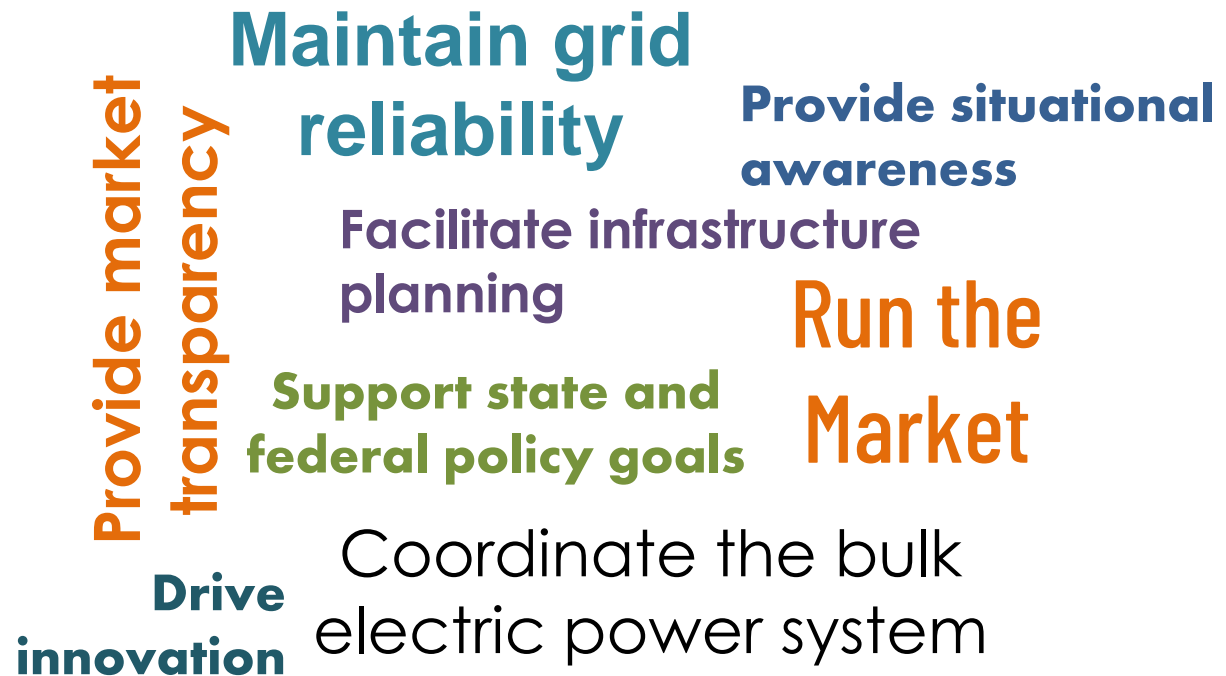 Maintain grid
reliability
Provide market
transparency
Provide situational
awareness
Facilitate infrastructure
planning
Run the
Market
Support state and
federal policy goals
Coordinate the bulk
electric power system
Drive
innovation